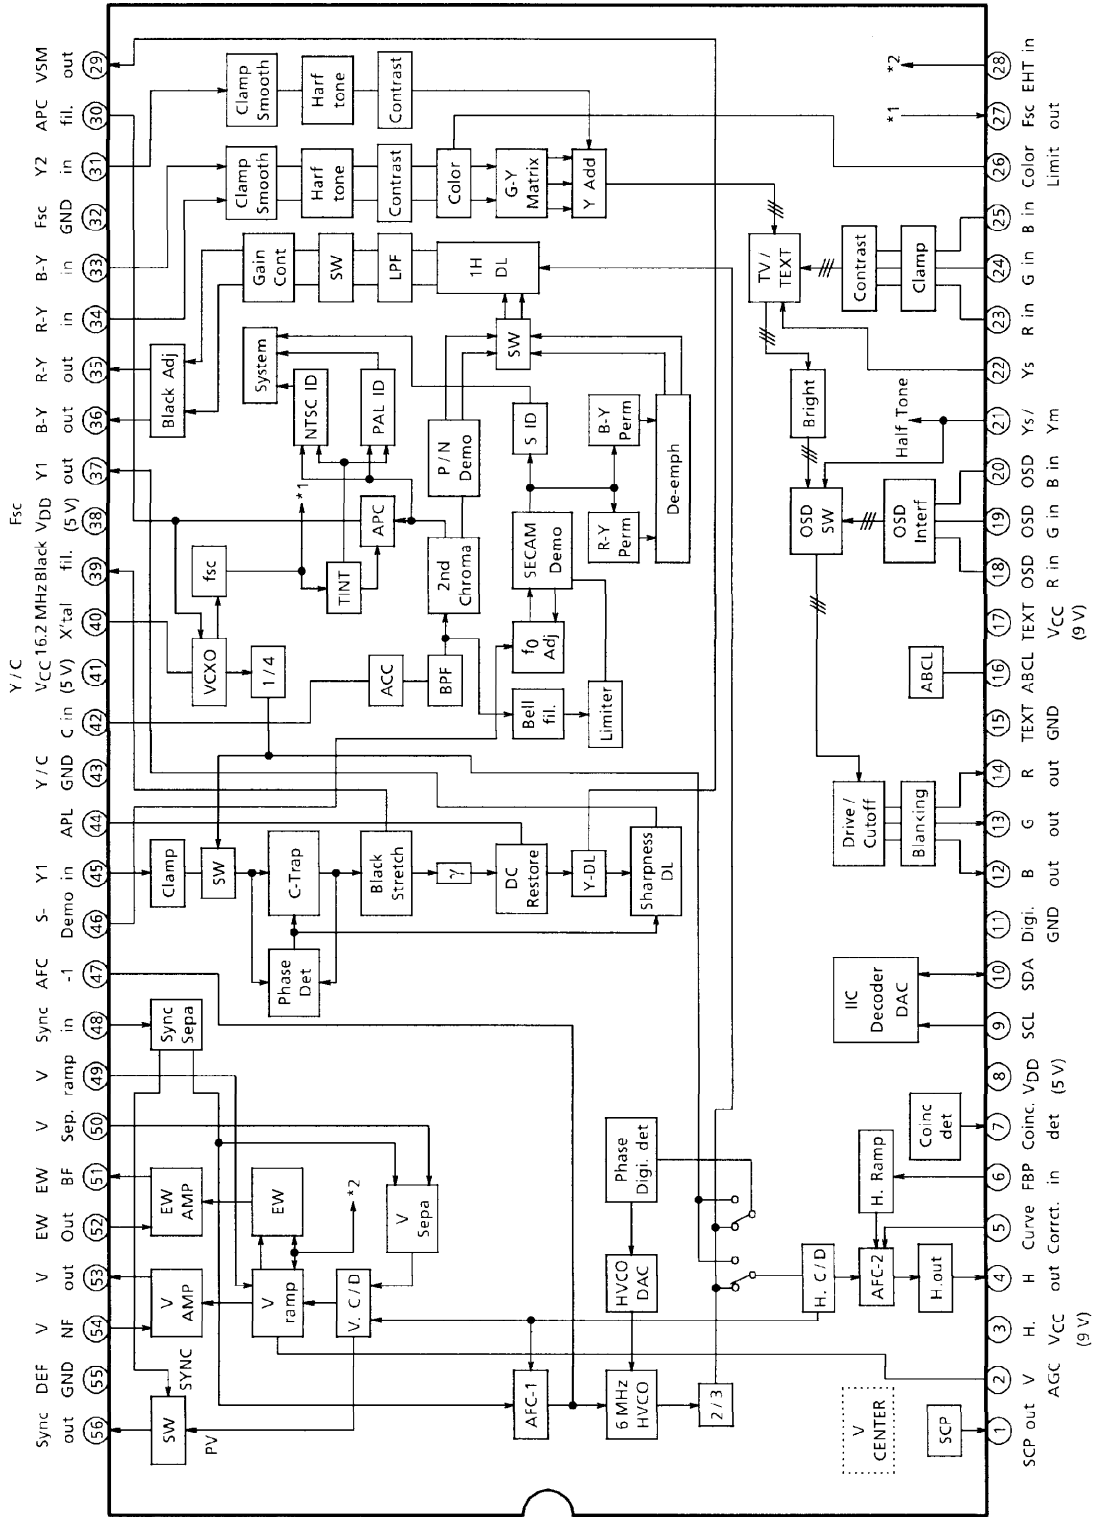 VSM out 29
APC fil. 30
Y2 in 31
Fsc GND 32
B-Y in 33
R-Y in 34
R-Y out 35
B-Y out 36
Y1 out 37
Fsc VDD (5 V) 38
Black fil. 39
16.2 MHz X'tal 40
Y/C VCC (5 V) 41
C in 42
Y/C GND 43
APL 44
Y1 in 45
S-Demo 46
AFC -1 47
Sync in 48
V ramp 49
V Sep. 50
EW BF 51
EW Out 52
V out 53
V NF 54
DEF GND 55
Sync out 56
Clamp Smooth
Harf tone
Contrast
Clamp Smooth
Harf tone
Contrast
Color
G-Y Matrix
Y Add
Gain Cont
SW
LPF
1H DL
Black Adj
System
NTSC ID
PAL ID
P/N Demo
SW
S ID
B-Y Perm
R-Y Perm
De-emph
*1
fsc
TINT
APC
2nd Chroma
SECAM Demo
VCXO
1/4
ACC
BPF
f0 Adj
Bell fil.
Limiter
Clamp
SW
C-Trap
Phase Det
Black Stretch
γ
DC Restore
Y-DL
Sharpness DL
Sync Sepa
EW AMP
EW
*2
V Sepa
V AMP
V ramp
V. C/D
SYNC
SW
PV
AFC-1
Phase Digi. det
HVCO DAC
6 MHz HVCO
2/3
H. C/D
AFC-2
H. Ramp
H.out
Coinc det
IIC Decoder DAC
V CENTER
SCP
*2
*1
TV/TEXT
Contrast
Clamp
Bright
Half Tone
OSD SW
OSD Interf
ABCL
Drive/Cutoff
Blanking
28 EHT in
27 Fsc out
26 Color Limit
25 B in
24 G in
23 R in
22 Ys
21 Ys/Ym
20 OSD B in
19 OSD G in
18 OSD R in
17 TEXT VCC (9 V)
16 ABCL
15 TEXT GND
14 R out
13 G out
12 B out
11 Digi. GND
10 SDA
9 SCL
8 VDD (5 V)
7 Coinc. det
6 FBP in
5 Curve Corrct.
4 H out
3 H. VCC (9 V)
2 V AGC
1 SCP out